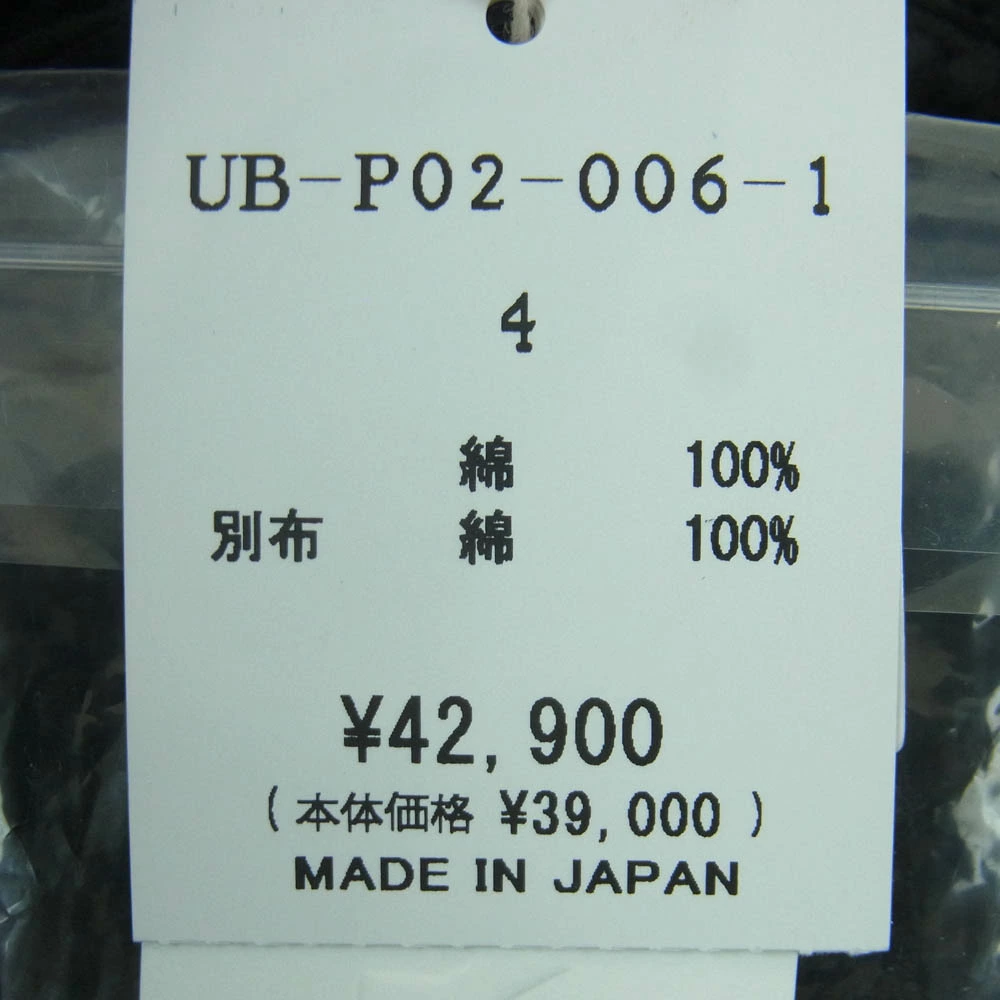 UB-P02-006-1
4
綿 100%
別布 綿 100%
¥42,900
(本体価格 ¥39,000)
MADE IN JAPAN